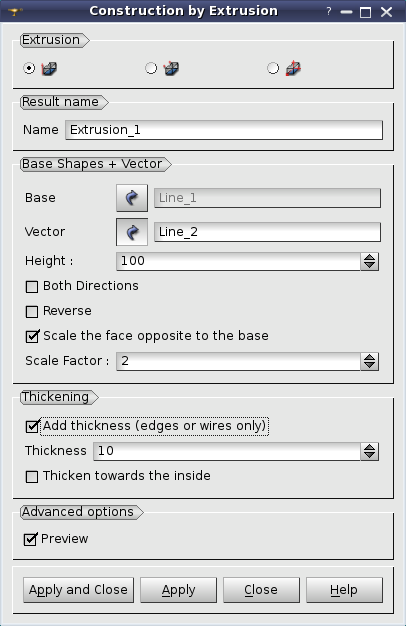 Construction by Extrusion ?
Extrusion
Result name
Name Extrusion_1
Base Shapes + Vector
Base Line_1
Vector Line_2
Height : 100
Both Directions
Reverse
Scale the face opposite to the base
Scale Factor : 2
Thickening
Add thickness (edges or wires only)
Thickness 10
Thicken towards the inside
Advanced options
Preview
Apply and Close Apply Close Help